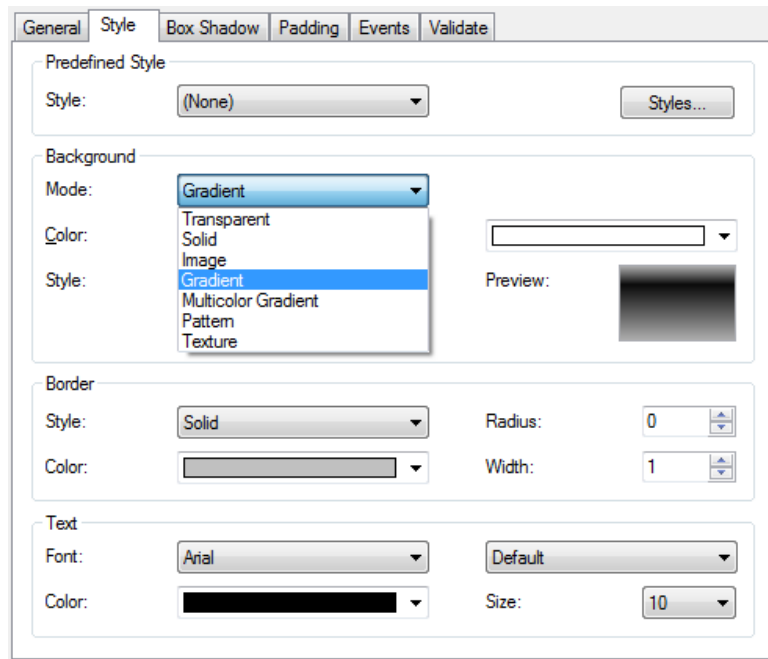 General Style Box Shadow Padding Events Validate
Predefined Style
Style: (None) Styles...
Background
Mode: Gradient
Transparent
Color: Solid
Image
Style: Gradient Preview:
Multicolor Gradient
Pattern
Texture
Border
Style: Solid Radius: 0
Color: Width: 1
Text
Font: Arial Default
Color: Size: 10